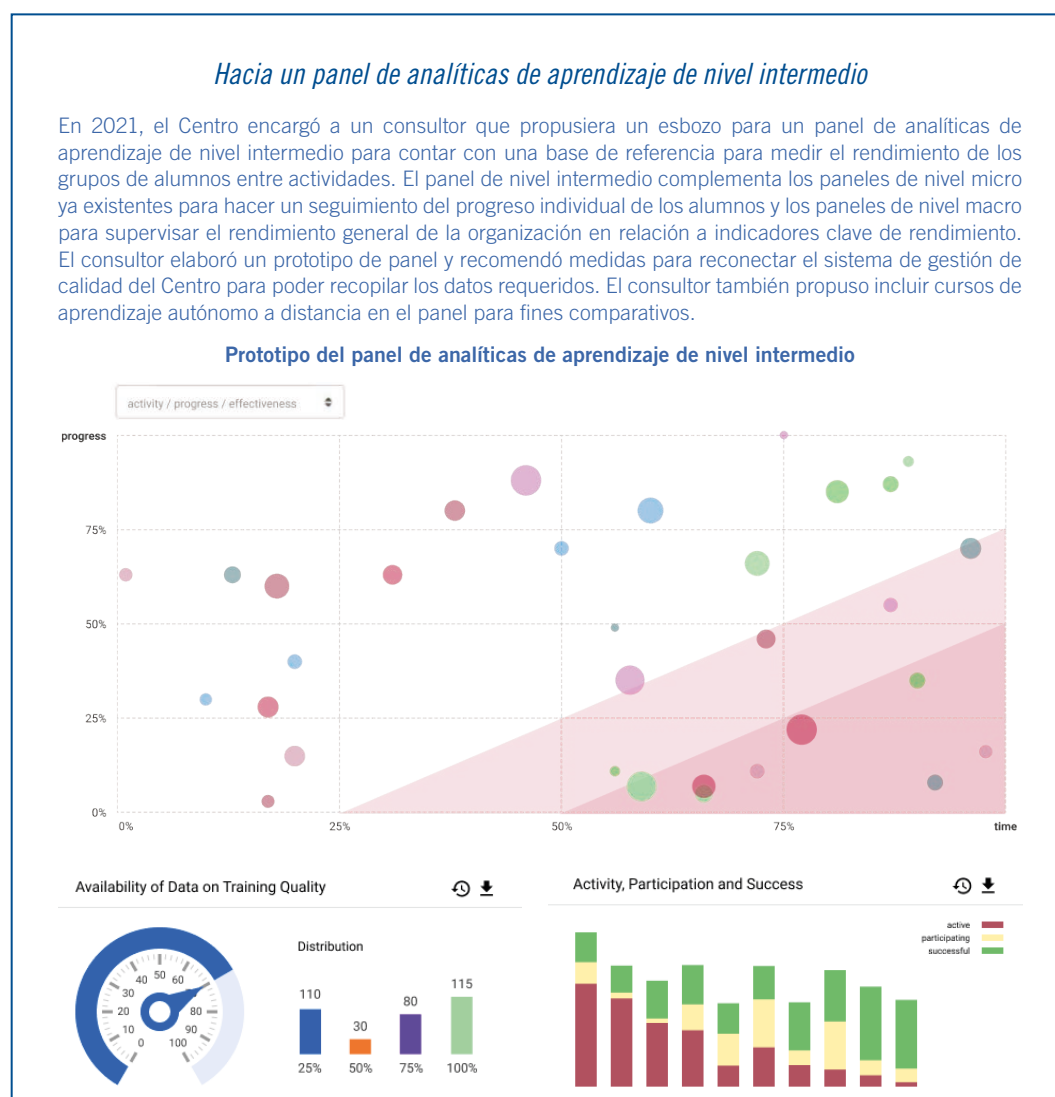 Hacia un panel de analíticas de aprendizaje de nivel intermedio
En 2021, el Centro encargó a un consultor que propusiera un esbozo para un panel de analíticas de
aprendizaje de nivel intermedio para contar con una base de referencia para medir el rendimiento de los
grupos de alumnos entre actividades. El panel de nivel intermedio complementa los paneles de nivel micro
ya existentes para hacer un seguimiento del progreso individual de los alumnos y los paneles de nivel macro
para supervisar el rendimiento general de la organización en relación a indicadores clave de rendimiento.
El consultor elaboró un prototipo de panel y recomendó medidas para reconectar el sistema de gestión de
calidad del Centro para poder recopilar los datos requeridos. El consultor también propuso incluir cursos de
aprendizaje autónomo a distancia en el panel para fines comparativos.
Prototipo del panel de analíticas de aprendizaje de nivel intermedio
activity / progress / effectiveness
progress
75%
50%
25%
0%
0% 25% 50% 75% time
Availability of Data on Training Quality
0 10 20 30 40 50 60 80 90 100
Distribution
110 30 80 115
25% 50% 75% 100%
Activity, Participation and Success
active
participating
successful